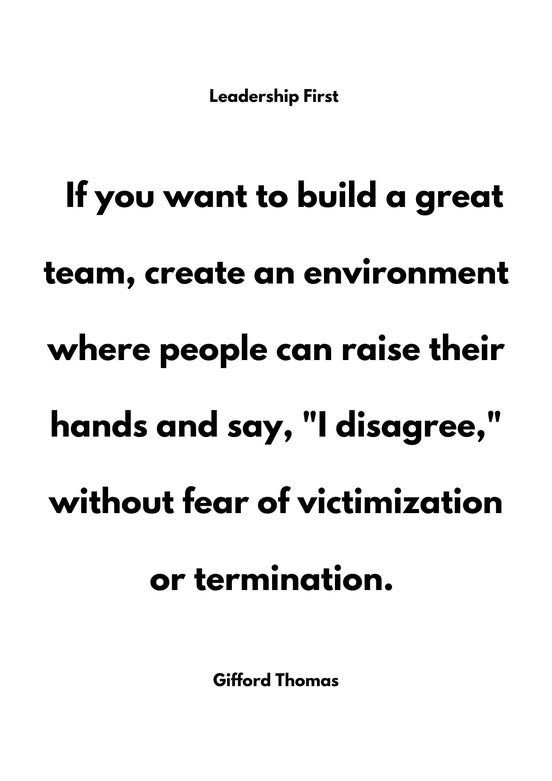 Leadership First
If you want to build a great
team, create an environment
where people can raise their
hands and say, "I disagree,"
without fear of victimization
or termination.
Gifford Thomas